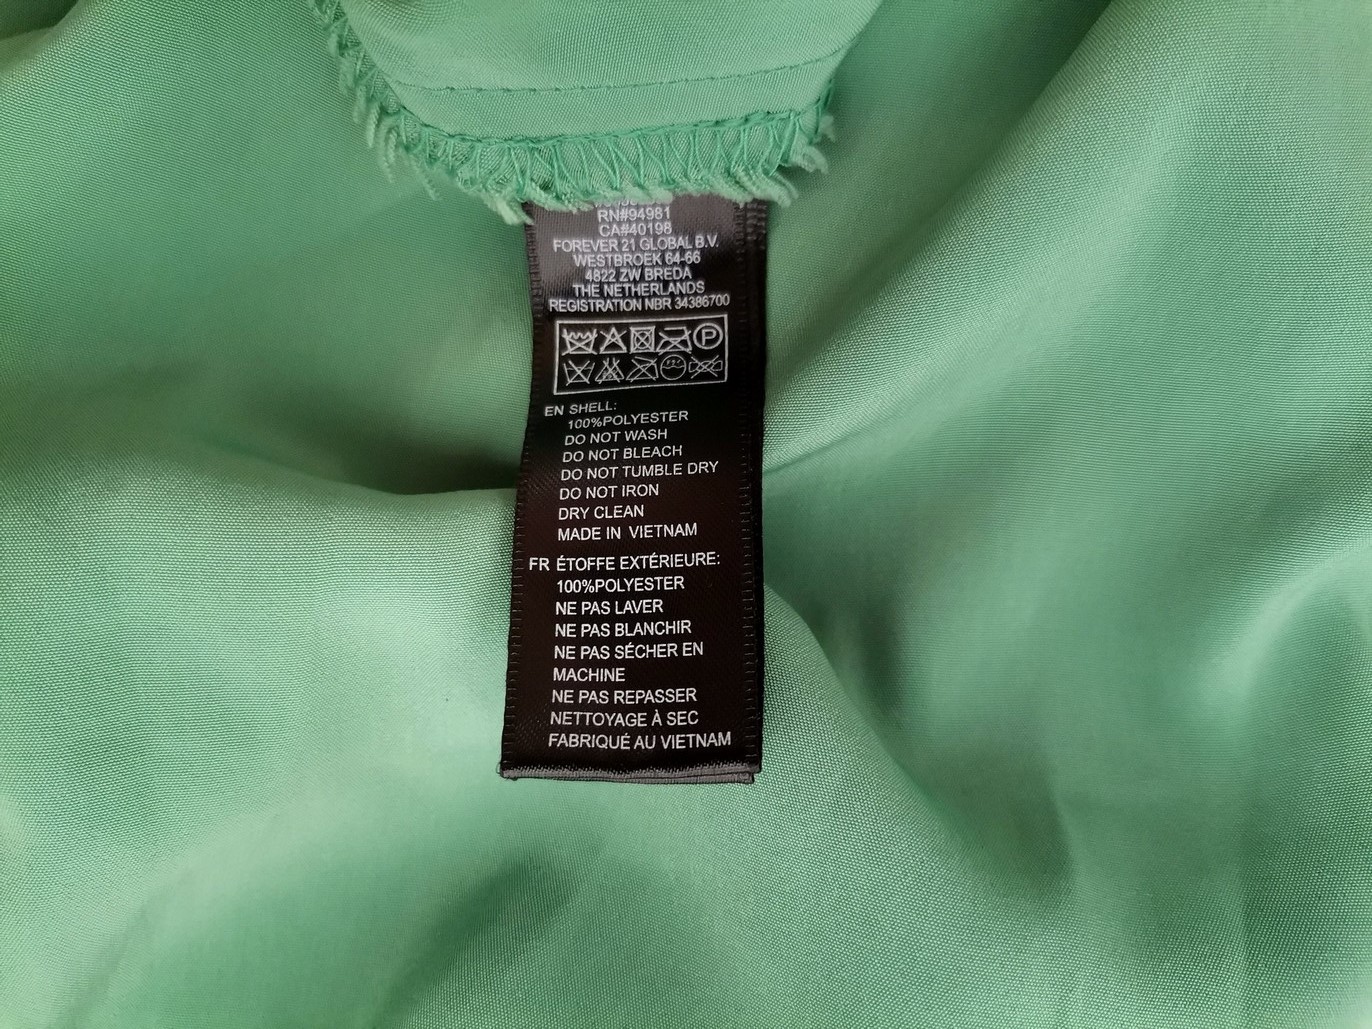 RN#94981
CA#40198
FOREVER 21 GLOBAL B.V.
WESTBROEK 64-66
4822 ZW BREDA
THE NETHERLANDS
REGISTRATION NBR 34386700
P
EN SHELL:
100%POLYESTER
DO NOT WASH
DO NOT BLEACH
DO NOT TUMBLE DRY
DO NOT IRON
DRY CLEAN
MADE IN VIETNAM
FR ÉTOFFE EXTÉRIEURE:
100%POLYESTER
NE PAS LAVER
NE PAS BLANCHIR
NE PAS SÉCHER EN
MACHINE
NE PAS REPASSER
NETTOYAGE À SEC
FABRIQUÉ AU VIETNAM